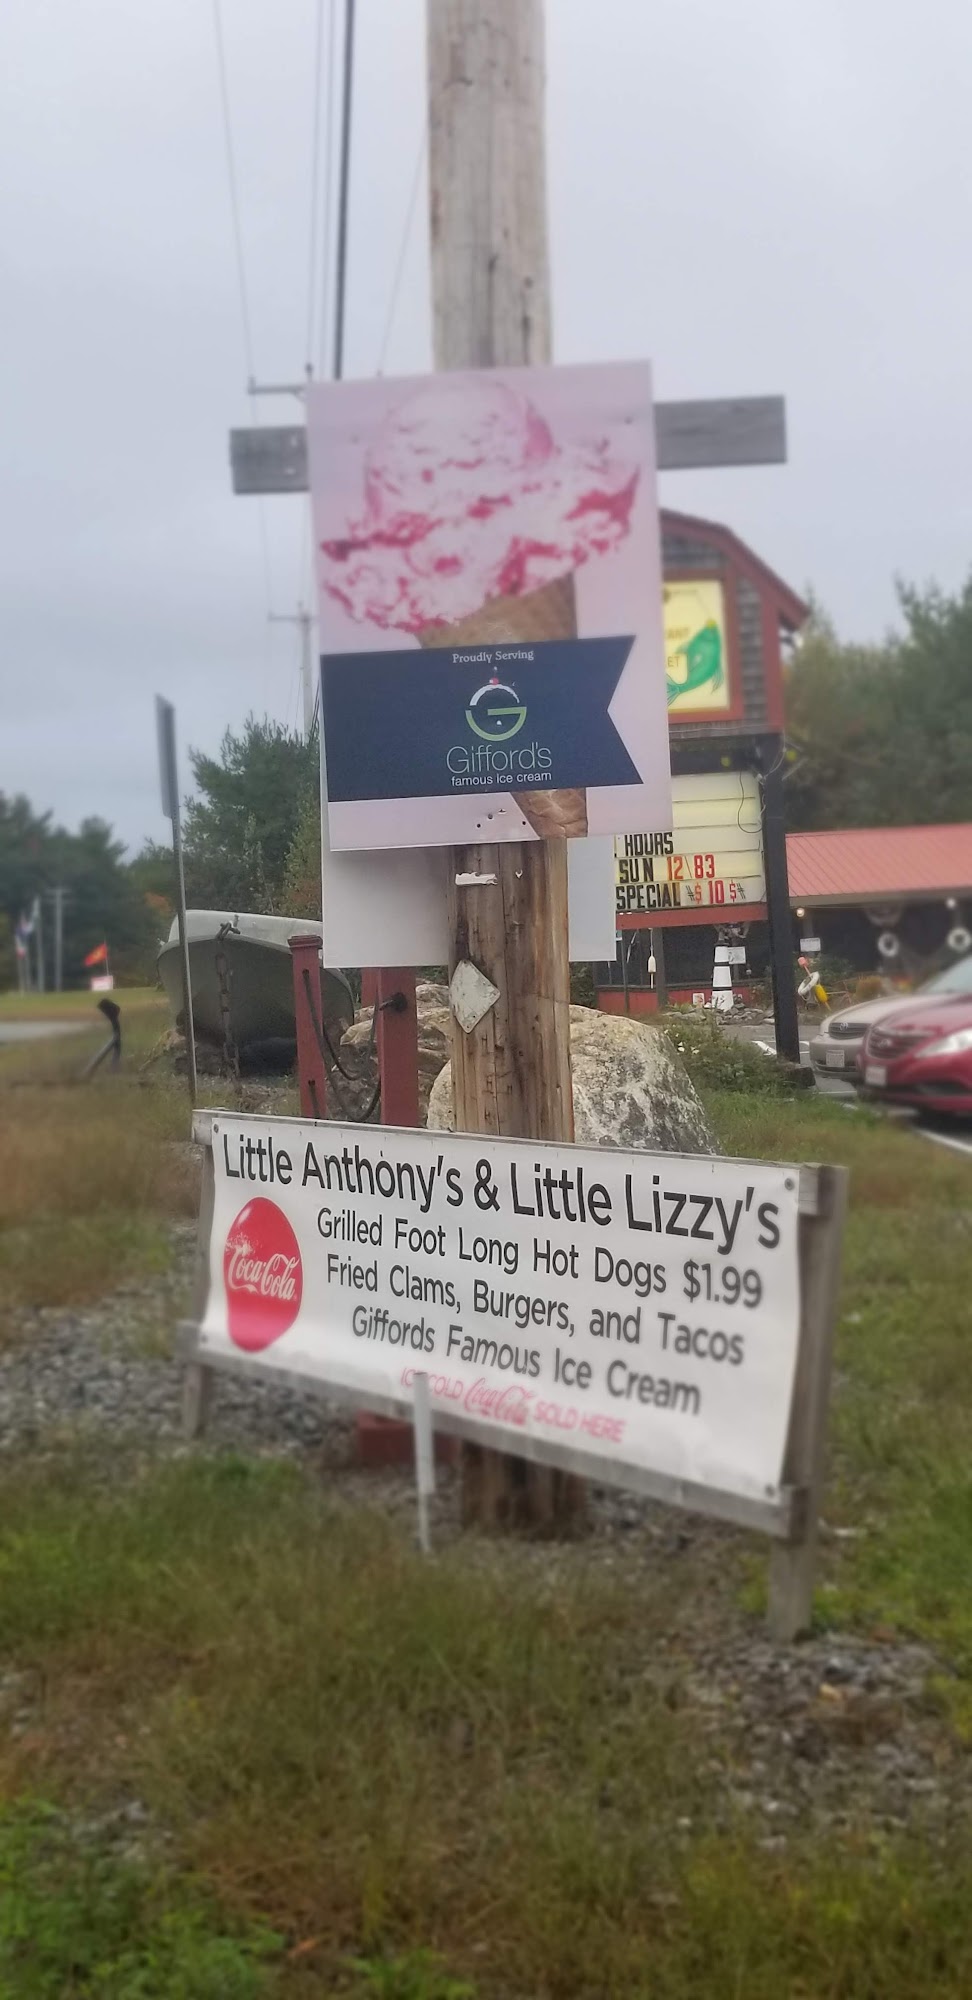 Proudly Serving
G
Gifford's
famous ice cream
HOURS
SUN 12 83
SPECIAL $ 10 $
Little Anthony's & Little Lizzy's
Grilled Foot Long Hot Dogs $1.99
Fried Clams, Burgers, and Tacos
Giffords Famous Ice Cream
Coca-Cola
COLD Coca-Cola SOLD HERE